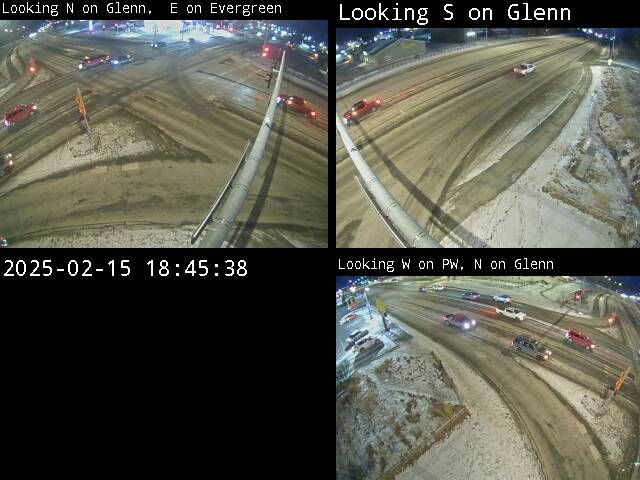 Looking N on Glenn, E on Evergreen
Looking S on Glenn
2025-02-15 18:45:38
Looking W on PW, N on Glenn